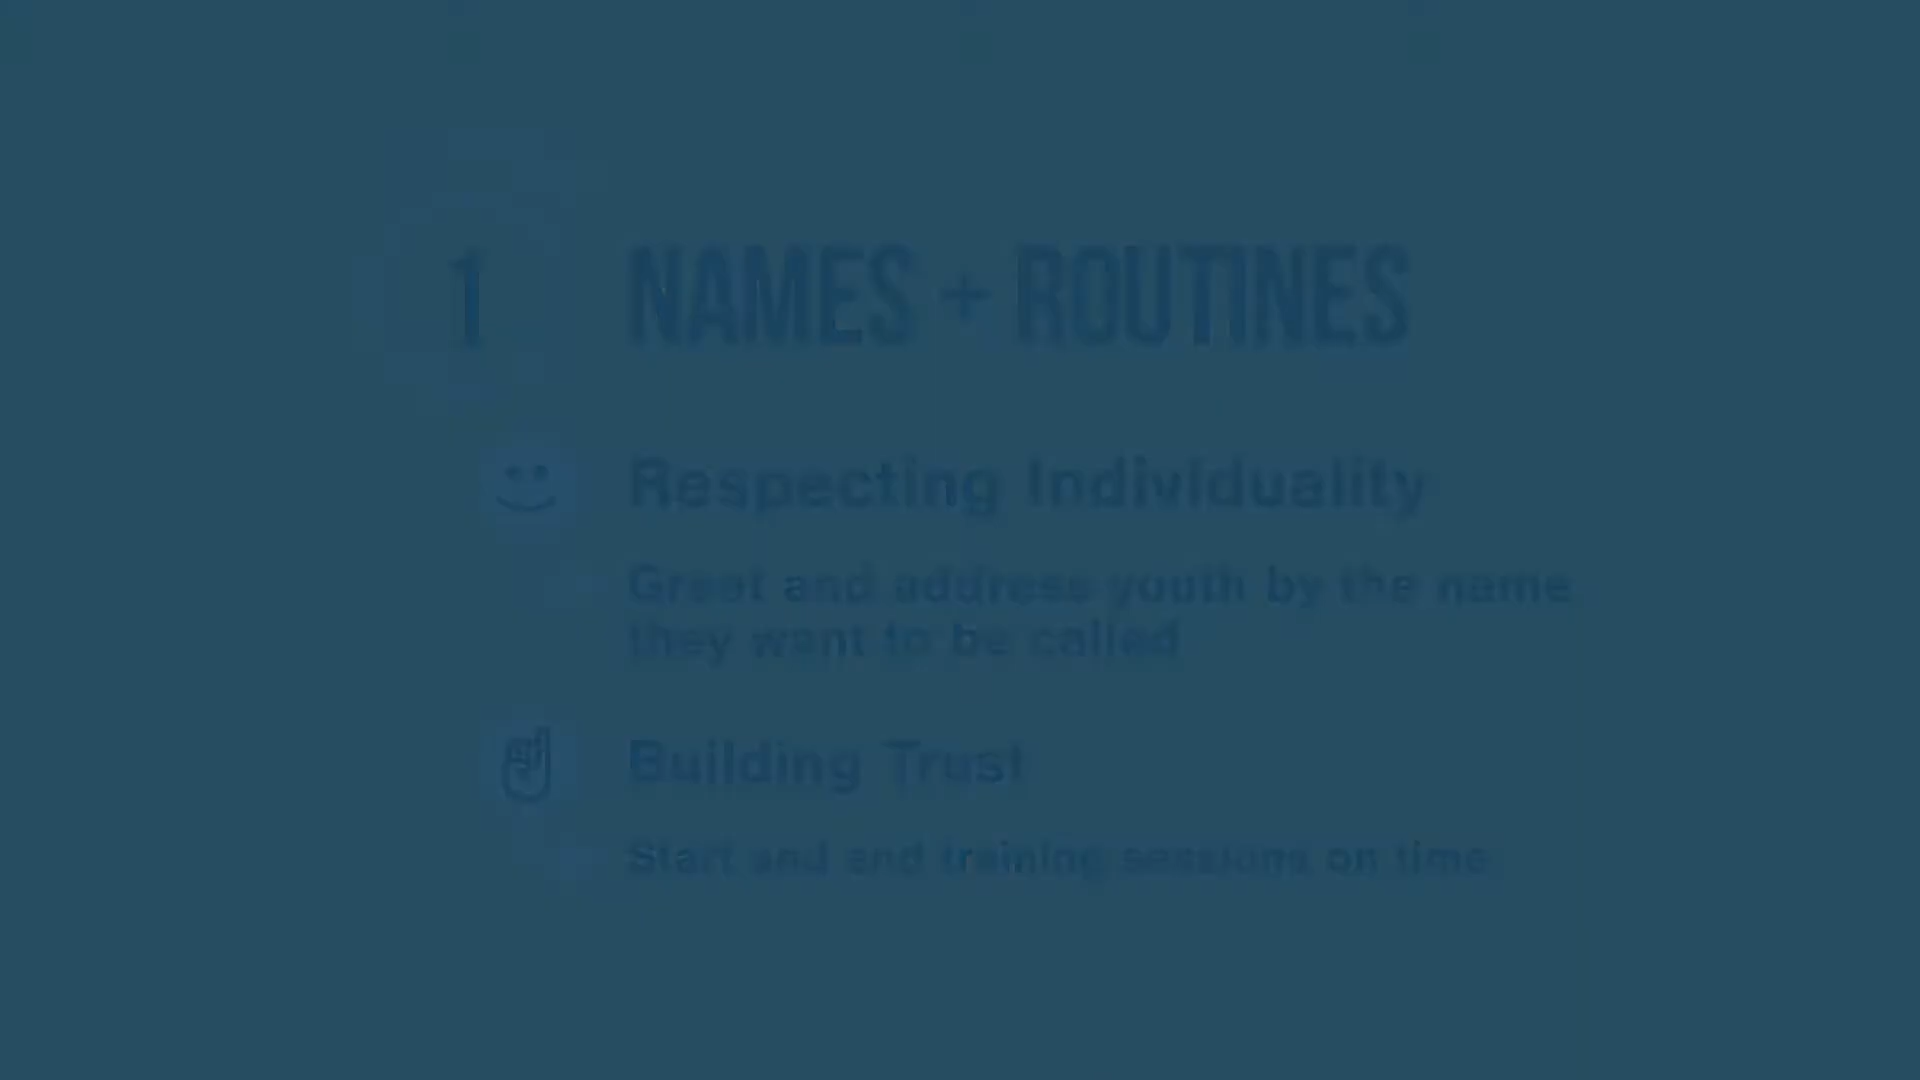 1 NAMES + ROUTINES
Respecting Individuality
Greet and address youth by the name
they want to be called
Building Trust
Start and end training sessions on time